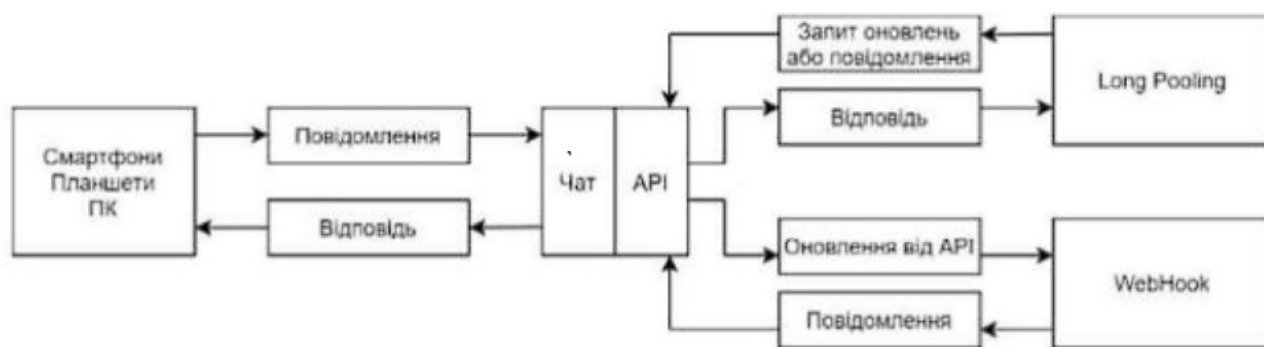 Смартфони
Планшети
ПК
Повідомлення
Відповідь
Чат
API
Запит оновлень
або повідомлення
Відповідь
Long Pooling
Оновлення від API
Повідомлення
WebHook